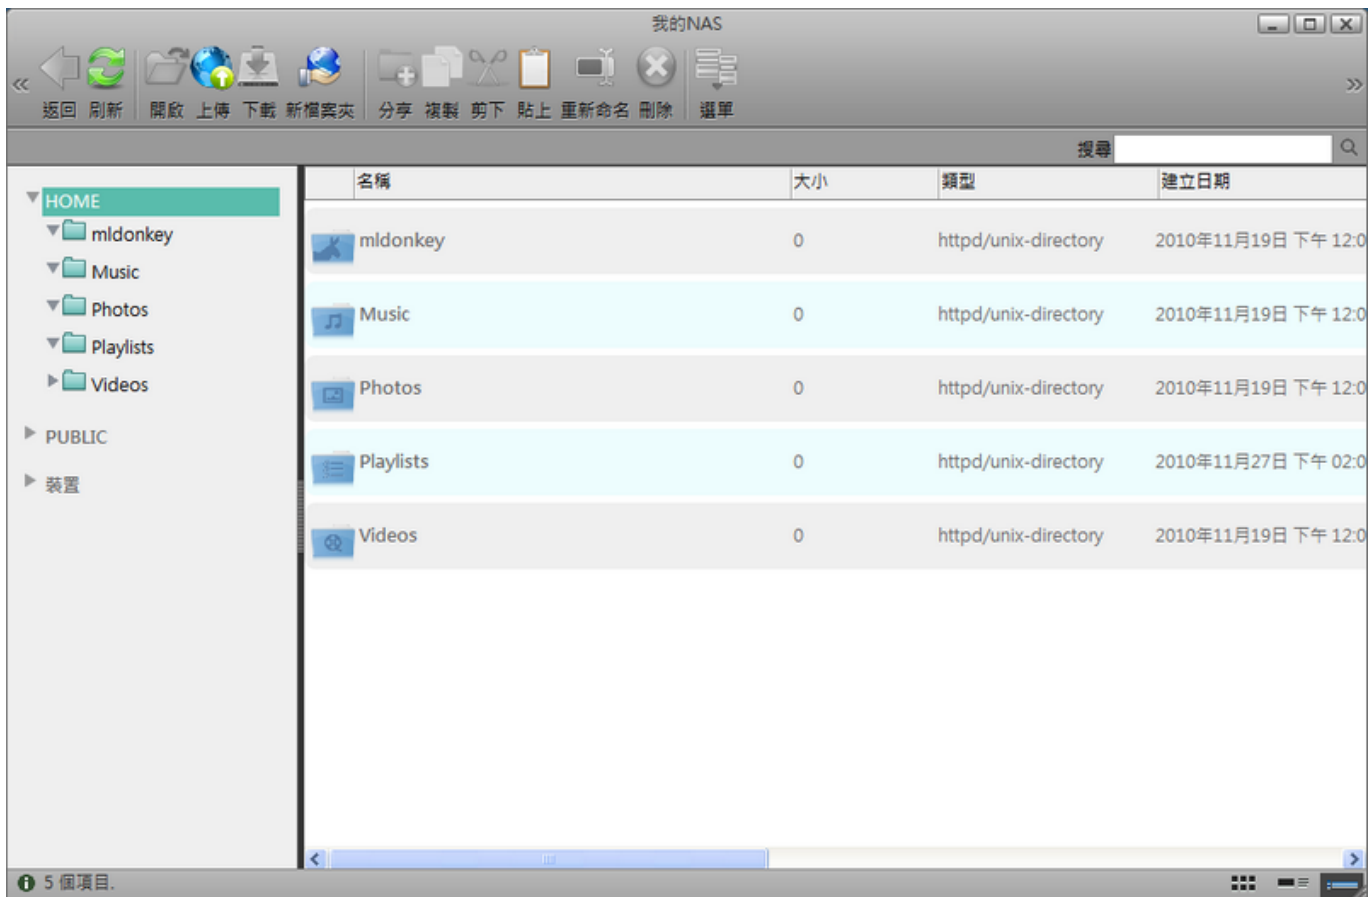 我的NAS
返回 刷新 開啟 上傳 下載 新檔案夾 分享 複製 剪下 貼上 重新命名 刪除 選單
搜尋
名稱 大小 類型 建立日期
HOME
mldonkey
Music
Photos
Playlists
Videos
PUBLIC
裝置
mldonkey 0 httpd/unix-directory 2010年11月19日 下午 12:0
Music 0 httpd/unix-directory 2010年11月19日 下午 12:0
Photos 0 httpd/unix-directory 2010年11月19日 下午 12:0
Playlists 0 httpd/unix-directory 2010年11月27日 下午 02:0
Videos 0 httpd/unix-directory 2010年11月19日 下午 12:0
5 個項目.